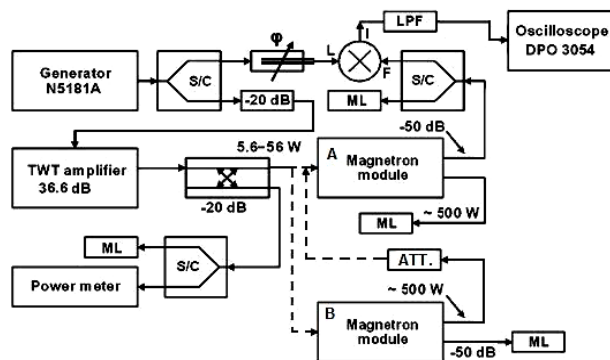 LPF
Oscilloscope
DPO 3054
φ
L
I
F
Generator
N5181A
S/C
-20 dB
ML
S/C
-50 dB
5.6–56 W
TWT amplifier
36.6 dB
-20 dB
A
Magnetron
module
~ 500 W
ML
ML
S/C
Power meter
ATT.
~ 500 W
B
Magnetron
module
-50 dB
ML